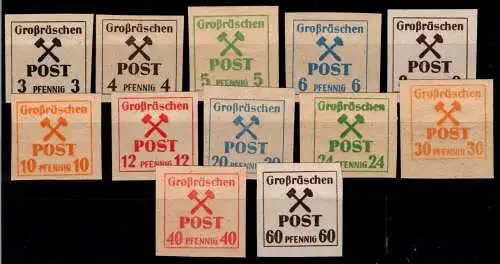 Großräschen
POST
3 PFENNIG 3
Großräschen
POST
4 PFENNIG 4
Großräschen
POST
5 PFENNIG 5
Großräschen
POST
6 PFENNIG 6
Großräschen
POST
Großräschen
POST
10 PFENNIG 10
Großräschen
POST
12 PFENNIG 12
Großräschen
POST
20 PFENNIG 20
Großräschen
POST
24 PFENNIG 24
Großräschen
POST
30 PFENNIG 30
Großräschen
POST
40 PFENNIG 40
Großräschen
POST
60 PFENNIG 60